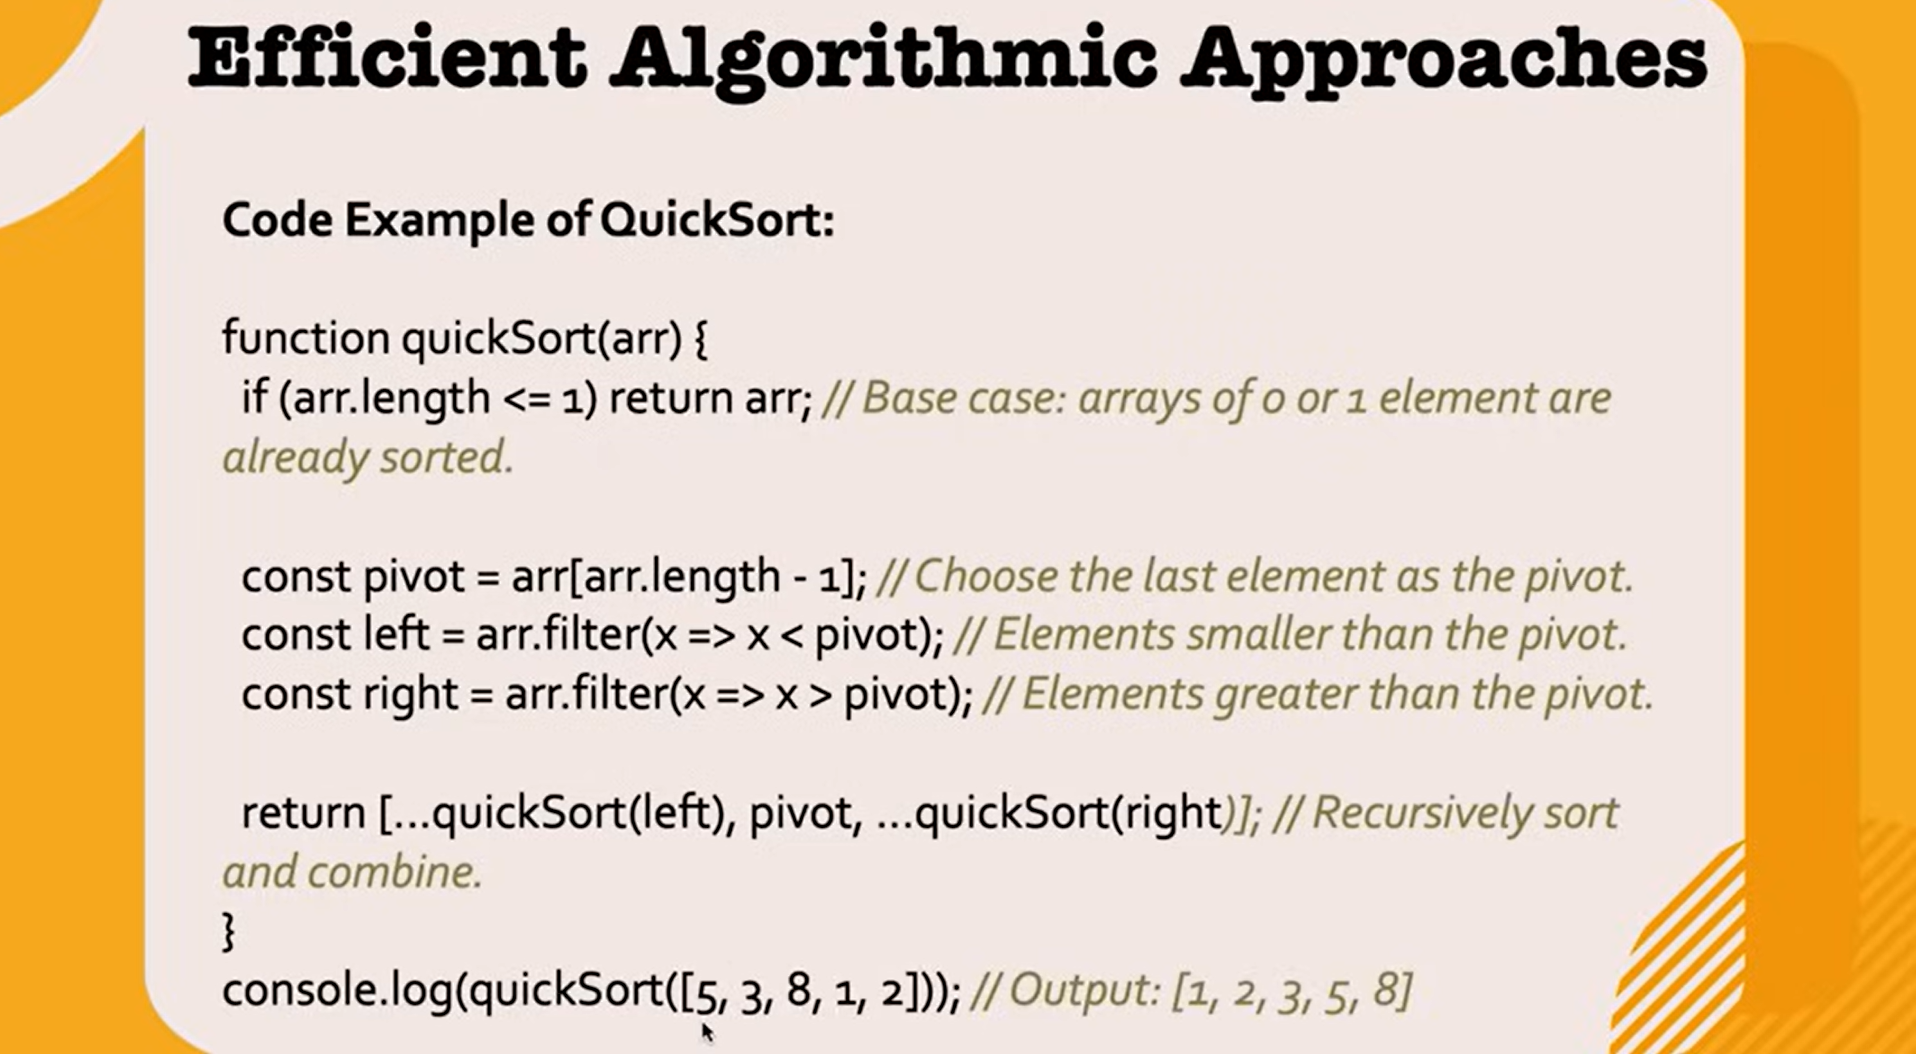 Efficient Algorithmic Approaches
Code Example of QuickSort:
function quickSort(arr) {
if (arr.length <= 1) return arr; // Base case: arrays of 0 or 1 element are
already sorted.
const pivot = arr[arr.length - 1]; // Choose the last element as the pivot.
const left = arr.filter(x => x < pivot); // Elements smaller than the pivot.
const right = arr.filter(x => x > pivot); // Elements greater than the pivot.
return [...quickSort(left), pivot, ...quickSort(right)]; // Recursively sort
and combine.
}
console.log(quickSort([5, 3, 8, 1, 2])); // Output: [1, 2, 3, 5, 8]